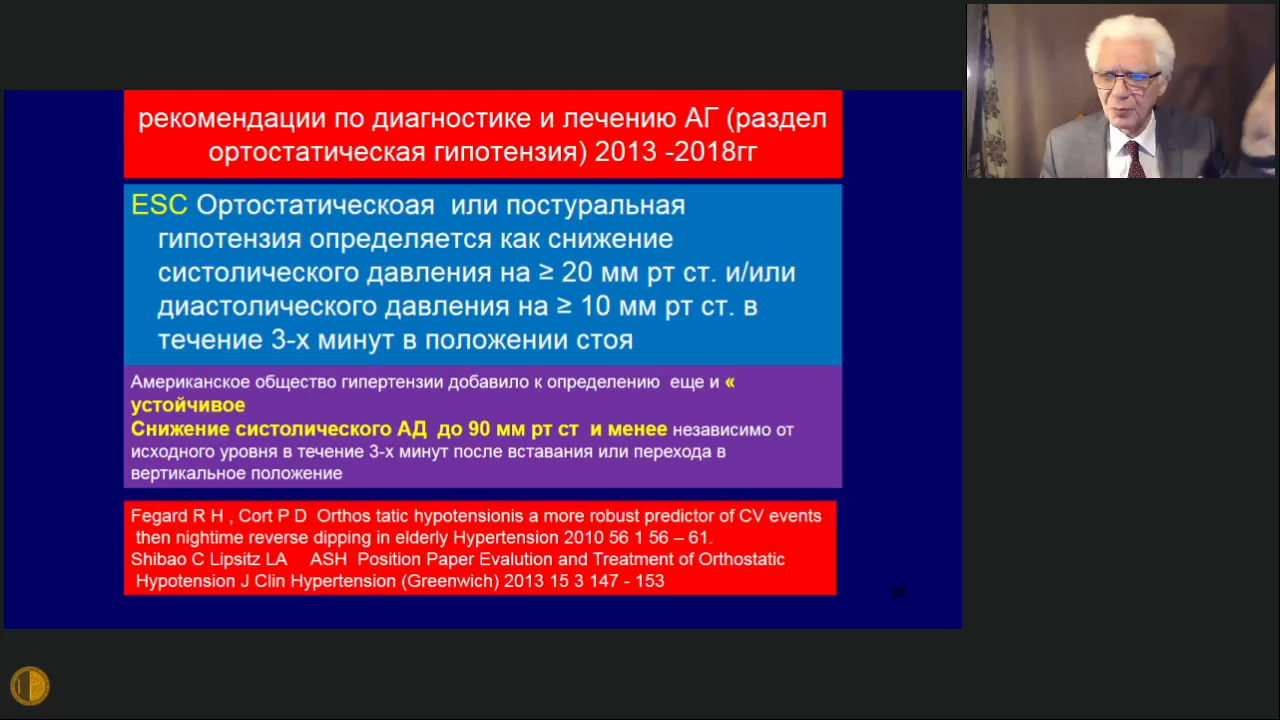 рекомендации по диагностике и лечению АГ (раздел
ортостатическая гипотензия) 2013 -2018гг
ESC Ортостатическоая или постуральная
гипотензия определяется как снижение
систолического давления на ≥ 20 мм рт ст. и/или
диастолического давления на ≥ 10 мм рт ст. в
течение 3-х минут в положении стоя
Американское общество гипертензии добавило к определению еще и «
устойчивое
Снижение систолического АД до 90 мм рт ст и менее независимо от
исходного уровня в течение 3-х минут после вставания или перехода в
вертикальное положение
Fegard R H , Cort P D Orthos tatic hypotensionis a more robust predictor of CV events
then nightime reverse dipping in elderly Hypertension 2010 56 1 56 – 61.
Shibao C Lipsitz LA ASH Position Paper Evalution and Treatment of Orthostatic
Hypotension J Clin Hypertension (Greenwich) 2013 15 3 147 - 153